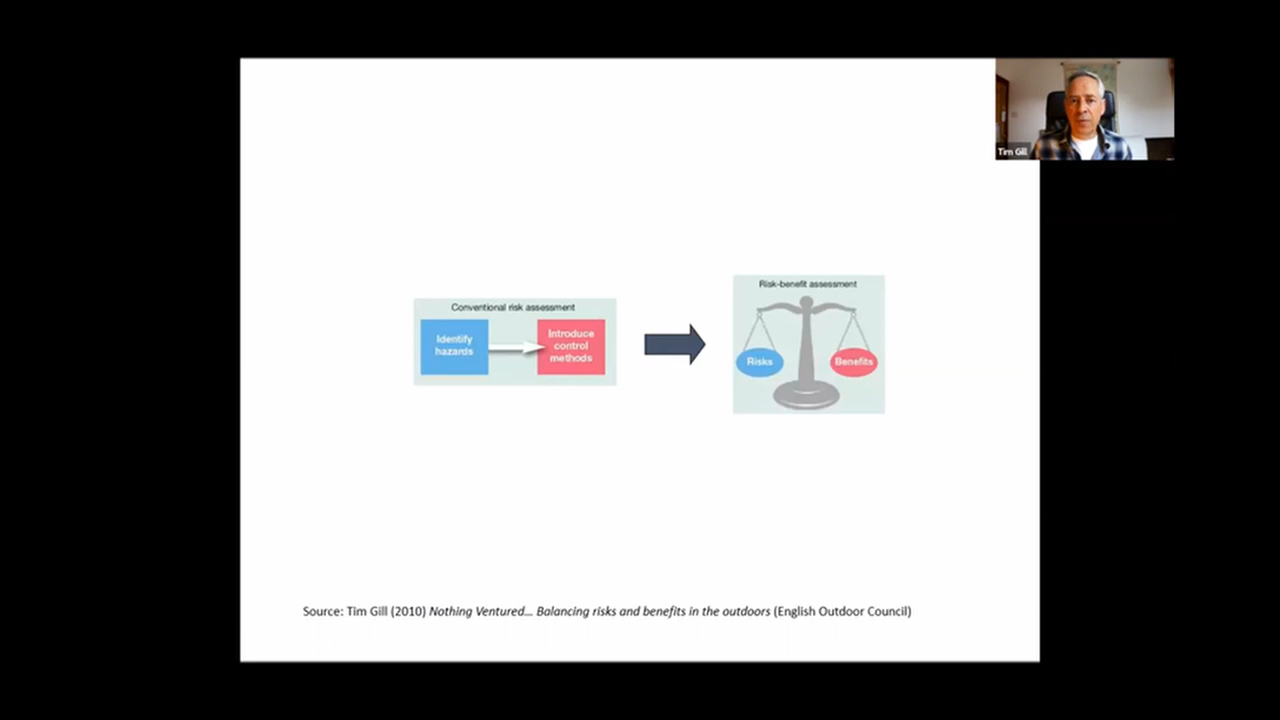 Tim Gill
Conventional risk assessment
Identify
hazards
Introduce
control
methods
Risk-benefit assessment
Risks
Benefits
Source: Tim Gill (2010) Nothing Ventured... Balancing risks and benefits in the outdoors (English Outdoor Council)